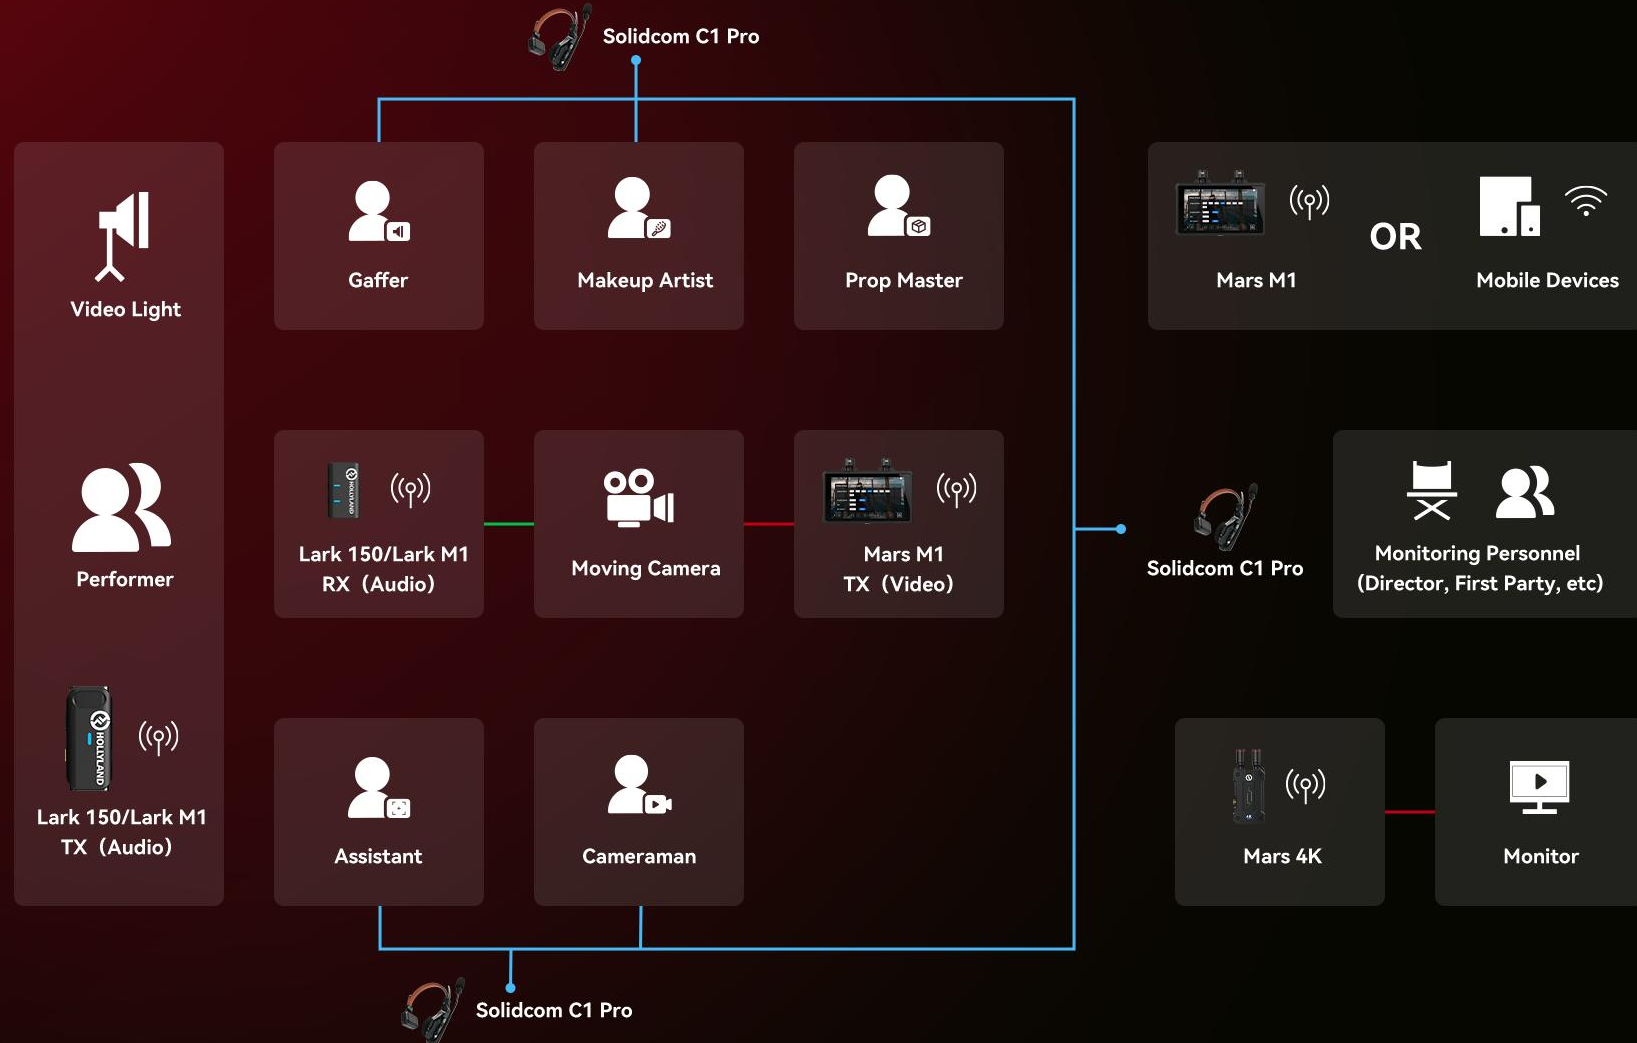 Solidcom C1 Pro
Video Light
Gaffer
Makeup Artist
Prop Master
Mars M1
OR
Mobile Devices
Performer
HOLLYLAND
Lark 150/Lark M1
RX (Audio)
Moving Camera
Mars M1
TX (Video)
Solidcom C1 Pro
Monitoring Personnel
(Director, First Party, etc)
HOLLYLAND
Lark 150/Lark M1
TX (Audio)
Assistant
Cameraman
Mars 4K
Monitor
Solidcom C1 Pro